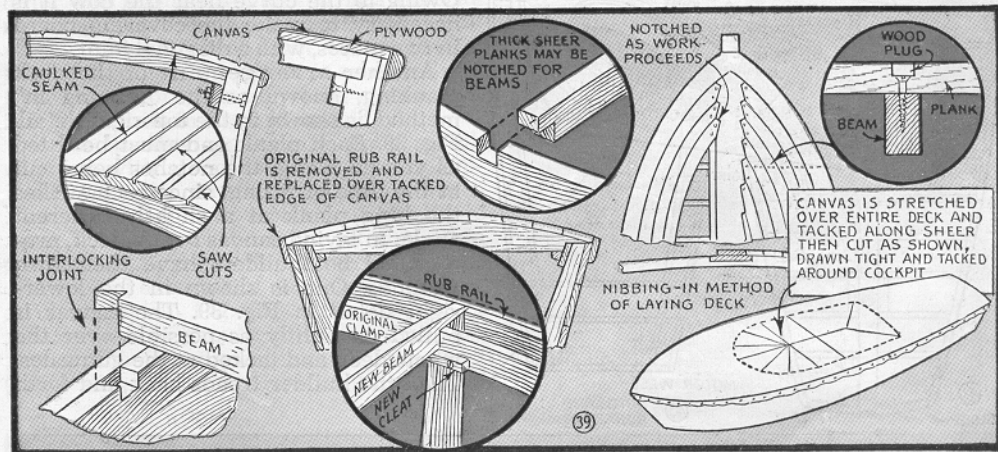 CANVAS
PLYWOOD
CAULKED
SEAM
SAW
CUTS
THICK SHEER
PLANKS MAY BE
NOTCHED FOR
BEAMS
NOTCHED
AS WORK
PROCEEDS
WOOD
PLUG
PLANK
BEAM
ORIGINAL RUB RAIL
IS REMOVED AND
REPLACED OVER TACKED
EDGE OF CANVAS
INTERLOCKING
JOINT
BEAM
RUB RAIL
ORIGINAL
CLAMP
NEW BEAM
NEW
CLEAT
NIBBING-IN METHOD
OF LAYING DECK
CANVAS IS STRETCHED
OVER ENTIRE DECK AND
TACKED ALONG SHEER
THEN CUT AS SHOWN,
DRAWN TIGHT AND TACKED
AROUND COCKPIT
39